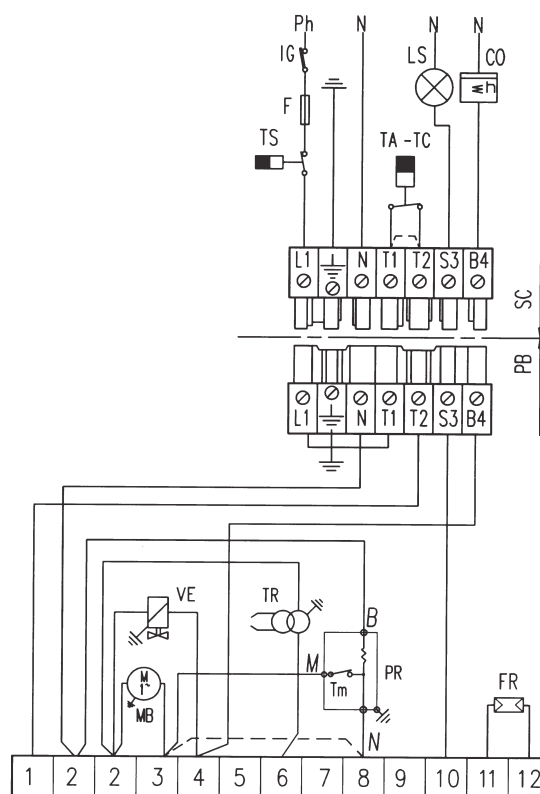 Ph N N N
IG LS CO
Wh
F
TS TA -TC
L1 N T1 T2 S3 B4
SC
PB
L1 N T1 T2 S3 B4
VE TR B
M PR
M
1~ Tm FR
MB
N
1 2 2 3 4 5 6 7 8 9 10 11 12